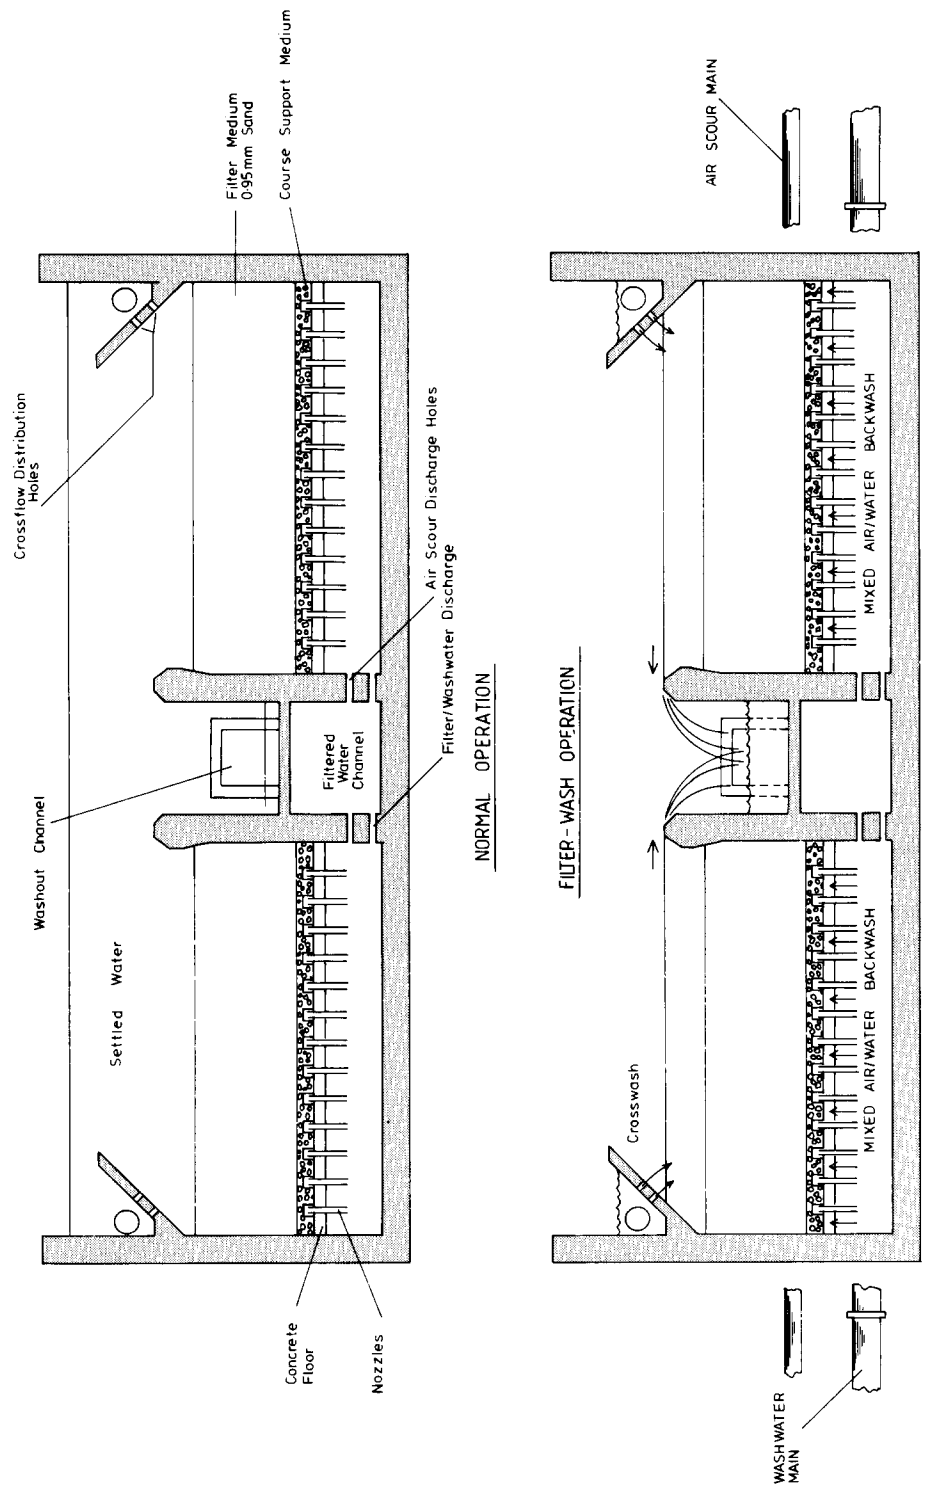 Crossflow Distribution
Holes
Washout Channel
Settled Water
Filter Medium
0·95mm Sand
Course Support Medium
Filtered
Water
Channel
Air Scour Discharge Holes
Filter/Washwater Discharge
Concrete
Floor
Nozzles
NORMAL OPERATION
FILTER-WASH OPERATION
Crosswash
AIR SCOUR MAIN
MIXED AIR/WATER BACKWASH
MIXED AIR/WATER BACKWASH
WASHWATER
MAIN